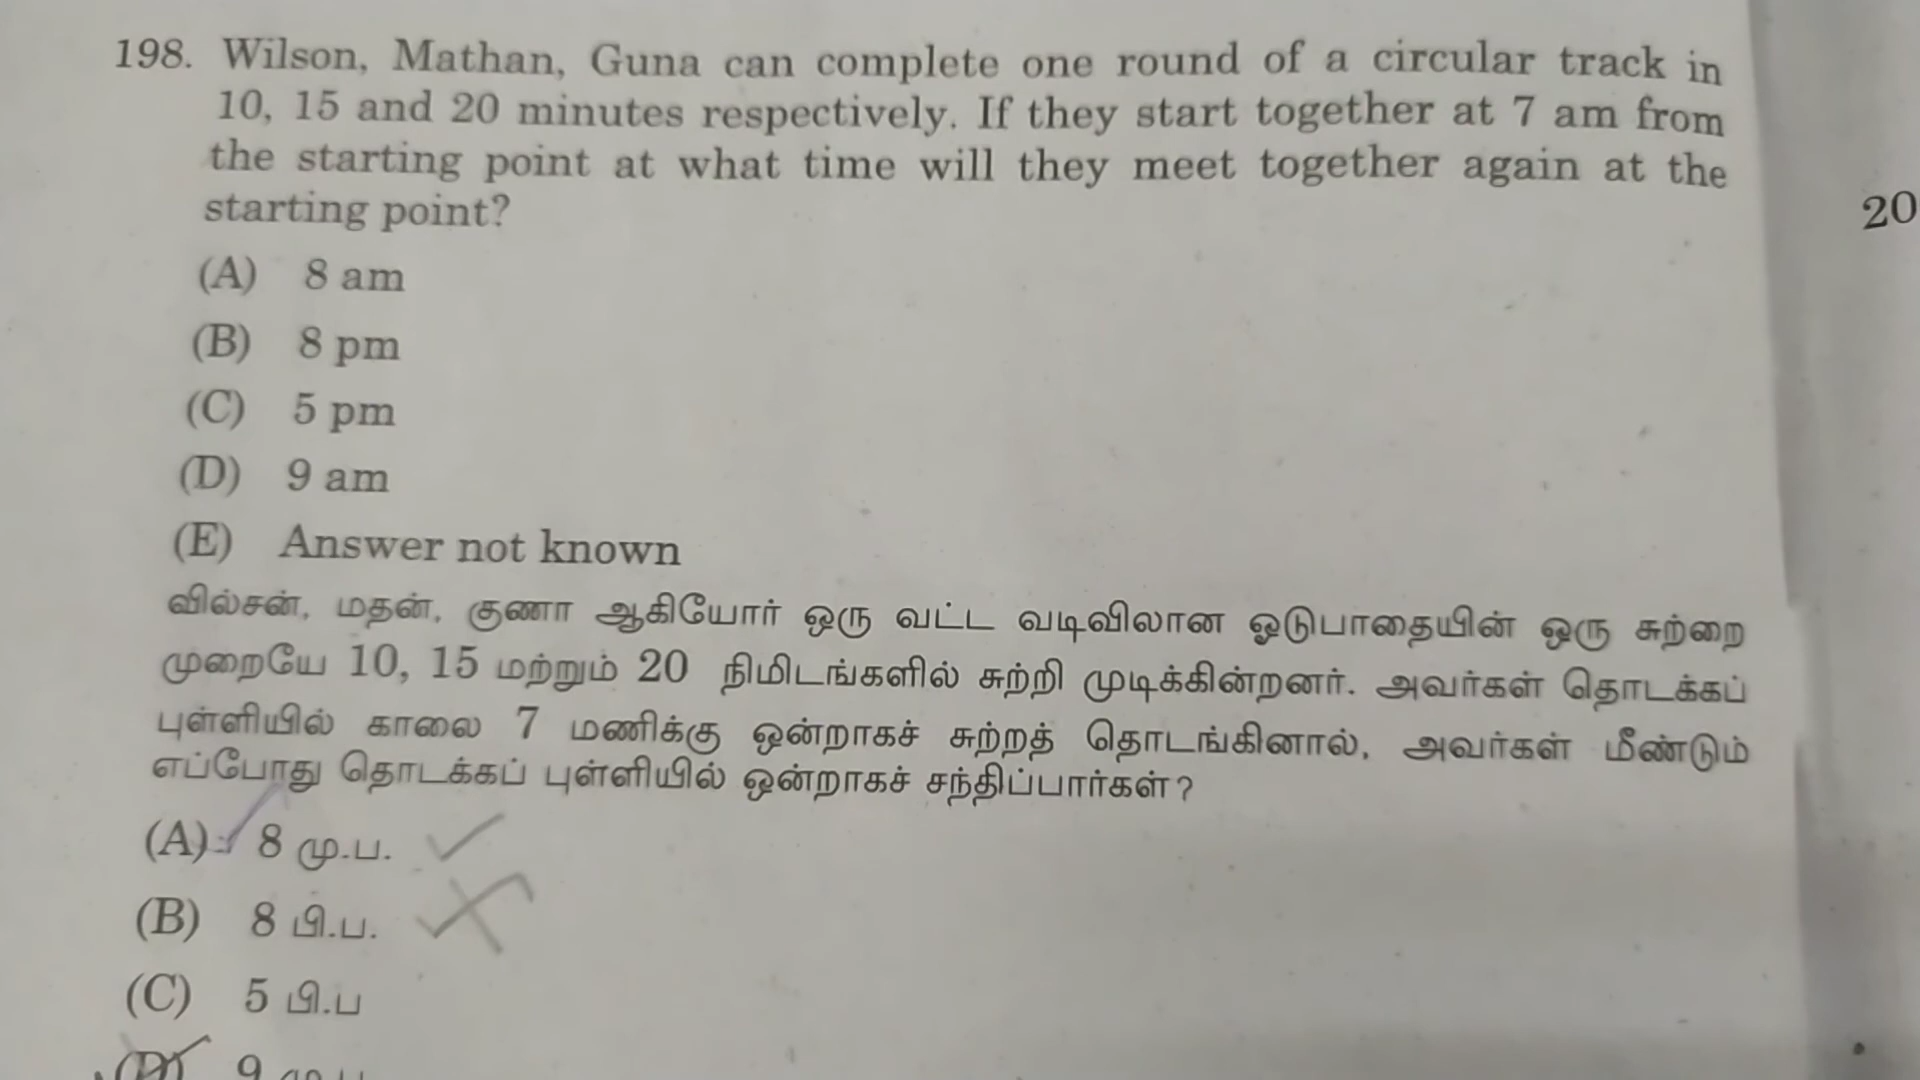 198. Wilson, Mathan, Guna can complete one round of a circular track in
10, 15 and 20 minutes respectively. If they start together at 7 am from
the starting point at what time will they meet together again at the
starting point?
(A) 8 am
(B) 8 pm
(C) 5 pm
(D) 9 am
(E) Answer not known
வில்சன், மதன், குணா ஆகியோர் ஒரு வட்ட வடிவிலான ஓடுபாதையின் ஒரு சுற்றை
முறையே 10, 15 மற்றும் 20 நிமிடங்களில் சுற்றி முடிக்கின்றனர். அவர்கள் தொடக்கப்
புள்ளியில் காலை 7 மணிக்கு ஒன்றாகச் சுற்றத் தொடங்கினால், அவர்கள் மீண்டும்
எப்போது தொடக்கப் புள்ளியில் ஒன்றாகச் சந்திப்பார்கள்?
(A) 8 மு.ப.
(B) 8 பி.ப.
(C) 5 பி.ப
(D) 9
20